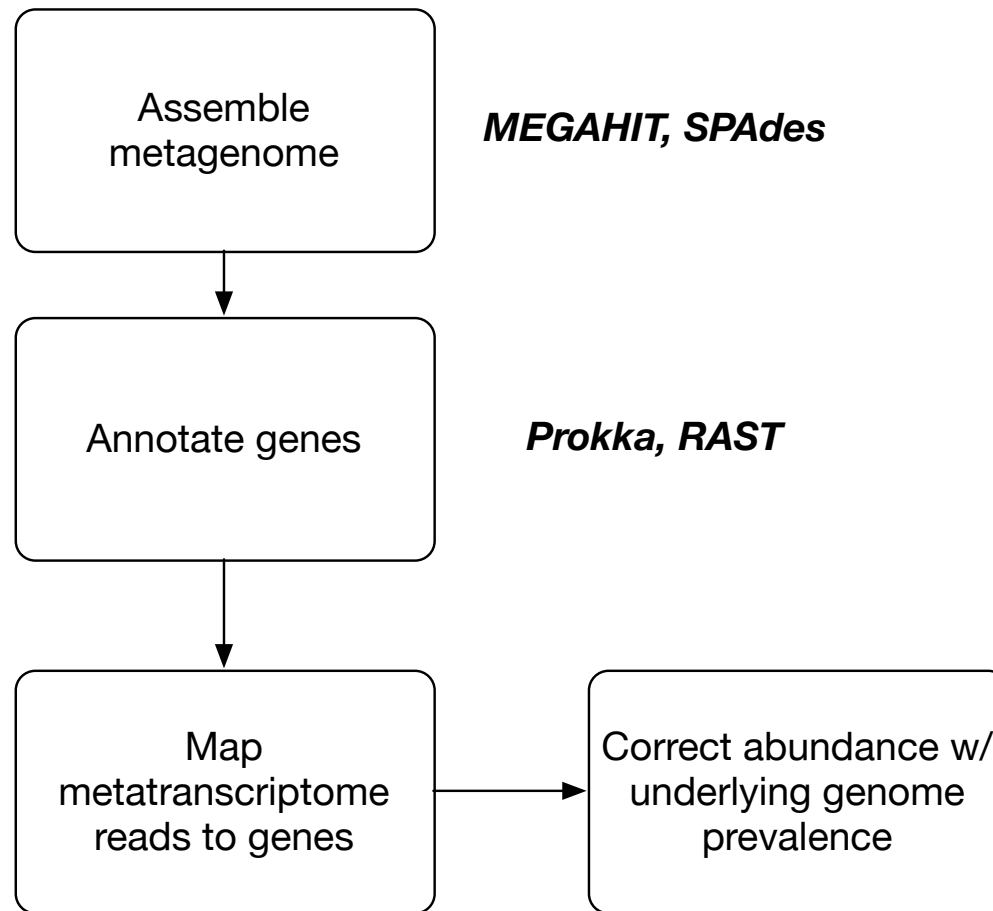 Assemble
metagenome
MEGAHIT, SPAdes
Annotate genes
Prokka, RAST
Map
metatranscriptome
reads to genes
Correct abundance w/
underlying genome
prevalence